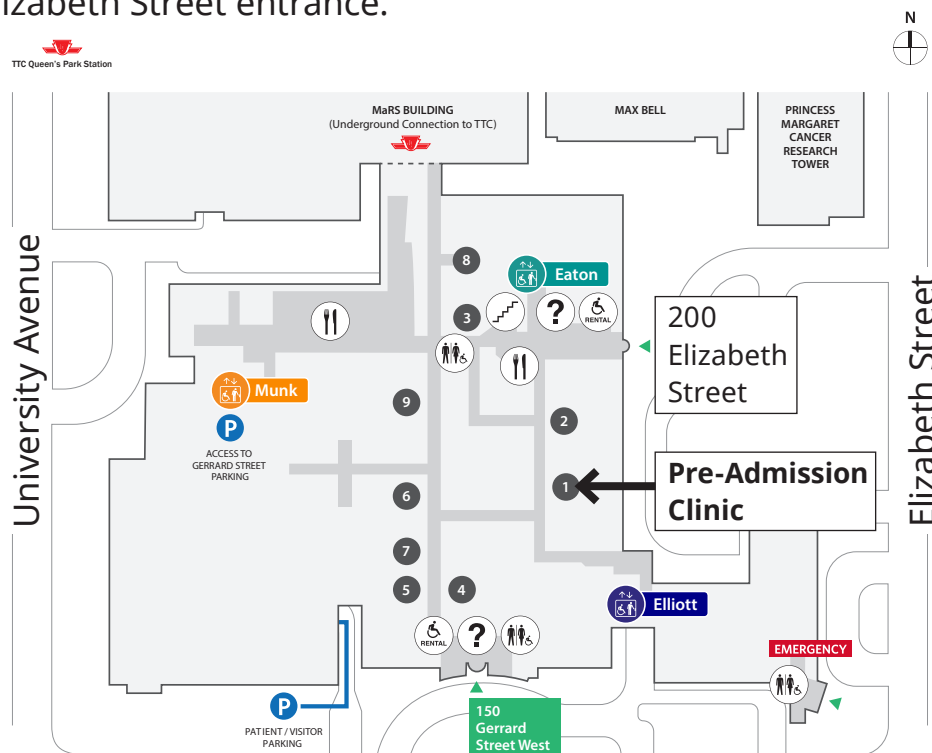 lizabeth Street entrance.
N
TTC Queen's Park Station
MaRS BUILDING
(Underground Connection to TTC)
MAX BELL
PRINCESS
MARGARET
CANCER
RESEARCH
TOWER
University Avenue
Elizabeth Street
8
Eaton
3
?
RENTAL
200
Elizabeth
Street
Munk
P
ACCESS TO
GERRARD STREET
PARKING
9
2
Pre-Admission
Clinic
1
6
7
5
4
Elliott
RENTAL
?
EMERGENCY
P
PATIENT / VISITOR
PARKING
150
Gerrard
Street West